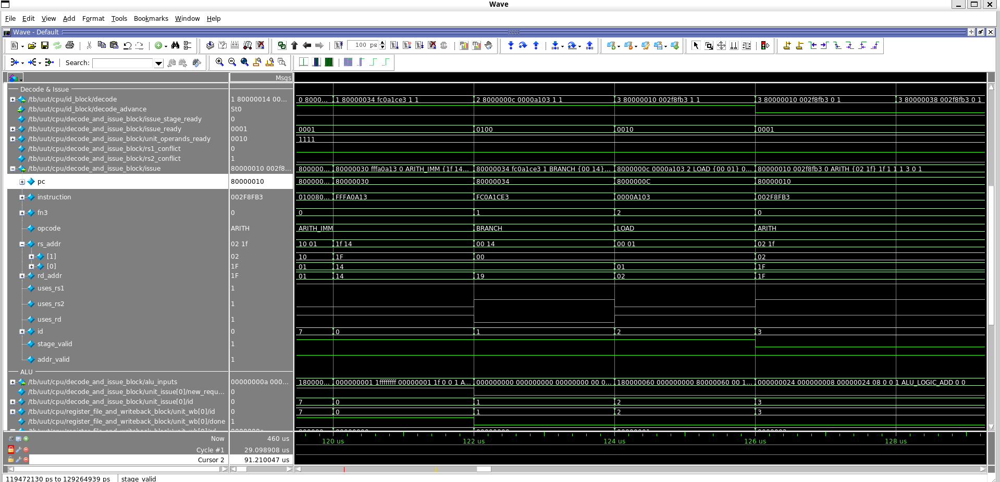 Wave
File Edit View Add Format Tools Bookmarks Window Help
Wave - Default
100 ps
Search:
Msgs
Decode & Issue
/tb/uut/cpu/id_block/decode 1 80000014 00... 0 8000... 1 80000034 fc0a1ce3 1 1 2 8000000c 0000a103 1 1 3 80000010 002f8fb3 1 1 3 80000010 002f8fb3 0 1 3 80000038 002f8fb3 0 1
/tb/uut/cpu/id_block/decode_advance St0
/tb/uut/cpu/decode_and_issue_block/issue_stage_ready 0
/tb/uut/cpu/decode_and_issue_block/issue_ready 0001 0001 0100 0010 0001
/tb/uut/cpu/decode_and_issue_block/unit_operands_ready 0010 1111
/tb/uut/cpu/decode_and_issue_block/rs1_conflict 0
/tb/uut/cpu/decode_and_issue_block/rs2_conflict 1
/tb/uut/cpu/decode_and_issue_block/issue 80000010 002f8... 800000... 80000030 fffa0a13 0 ARITH_IMM {1f 14... 80000034 fc0a1ce3 1 BRANCH {00 14}... 8000000c 0000a103 2 LOAD {00 01} 0... 80000010 002f8fb3 0 ARITH {02 1f} 1f 1 1 1 3 0 1
pc 80000010 800000... 80000030 80000034 8000000C 80000010
instruction 002F8FB3 010080... FFFA0A13 FC0A1CE3 0000A103 002F8FB3
fn3 0 0 1 2 0
opcode ARITH ARITH_IMM BRANCH LOAD ARITH
rs_addr 02 1f 10 01 1f 14 00 14 00 01 02 1f
[1] 02 10 1F 00 02
[0] 1F 01 14 01 1F
rd_addr 1F 01 14 19 02 1F
uses_rs1 1
uses_rs2 1
uses_rd 1
id 0 7 0 1 2 3
stage_valid 1
addr_valid 1
ALU
/tb/uut/cpu/decode_and_issue_block/alu_inputs 00000000a 000... 180000... 000000001 1ffffffff 00000001 1f 0 0 1 A... 000000000 000000000 00000000 00 0... 180000060 000000000 80000060 00 1... 000000024 000000008 00000024 08 0 0 1 ALU_LOGIC_ADD 0 0
/tb/uut/cpu/decode_and_issue_block/unit_issue[0]/new_requ... 0
/tb/uut/cpu/decode_and_issue_block/unit_issue[0]/id 0 7 0 1 2 3
/tb/uut/cpu/register_file_and_writeback_block/unit_wb[0]/id 0 7 0 1 2 3
/tb/uut/cpu/register_file_and_writeback_block/unit_wb[0]/done 1
Now 460 us 120 us 122 us 124 us 126 us 128 us
Cycle #1 29.098908 us
Cursor 2 91.210047 us
119472130 ps to 129264939 ps stage_valid